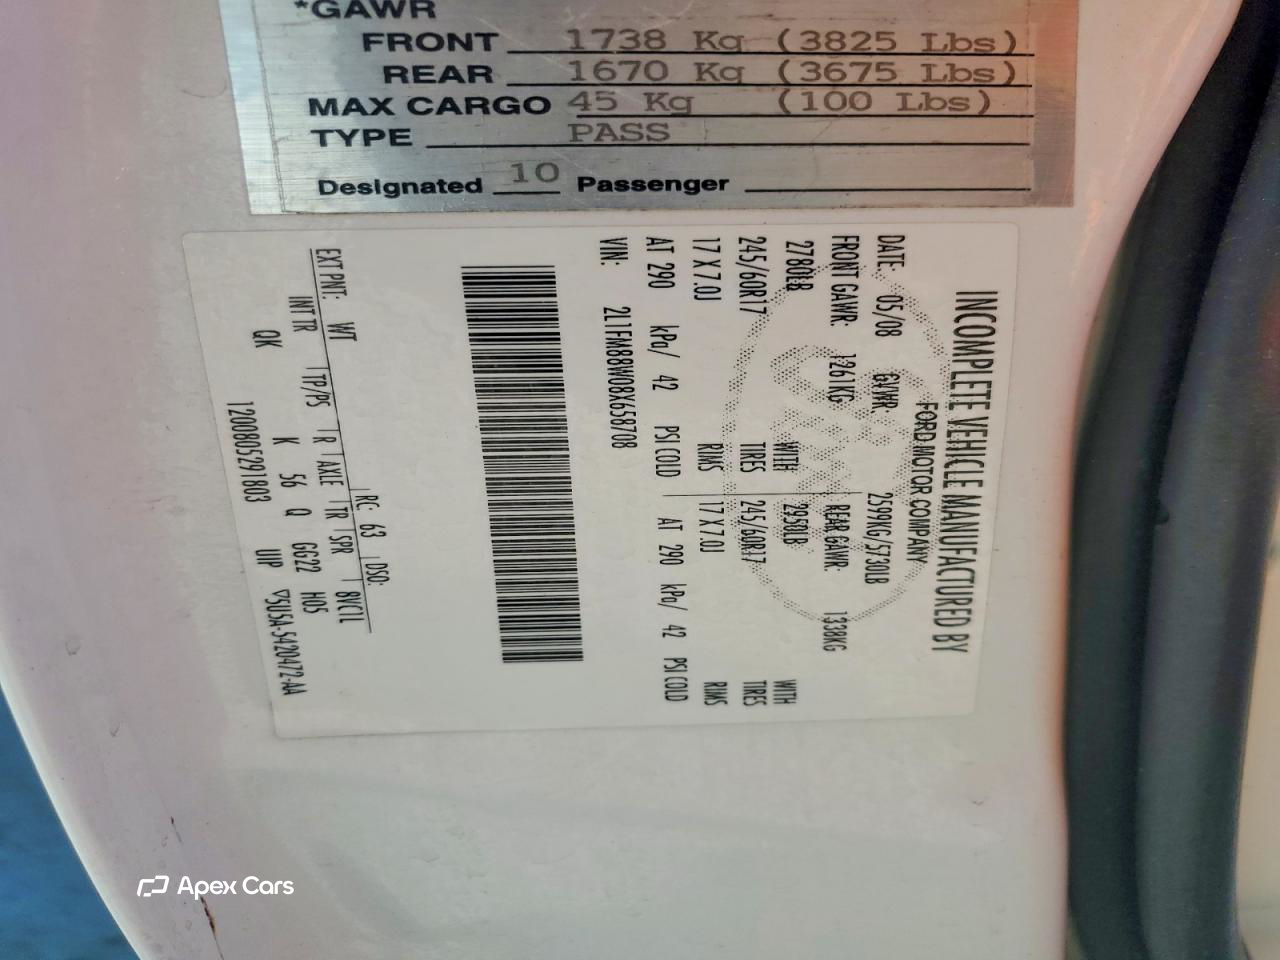 *GAWR
FRONT 1738 Kg (3825 Lbs)
REAR 1670 Kg (3675 Lbs)
MAX CARGO 45 Kg (100 Lbs)
TYPE PASS
Designated 10 Passenger
INCOMPLETE VEHICLE MANUFACTURED BY
FORD MOTOR COMPANY
DATE: 05/08 GVWR: 2599KG/5730LB
FRONT GAWR: 1261KG REAR GAWR: 1338KG
2780LB WITH 2950LB WITH
245/60R17 TIRES 245/60R17 TIRES
17 X 7.0J RIMS 17 X 7.0J RIMS
AT 290 kPa/ 42 PSI COLD AT 290 kPa/ 42 PSI COLD
VIN: 2L1FM88W08X658708
RC: 63 DSO:
EXT PNT: WT
INT TR TP/PS R AXLE TR SPR BVC1L
QK K 56 Q GG22 H05
1200805291803 UIP ▽5U5A-5420472-AA
Apex Cars